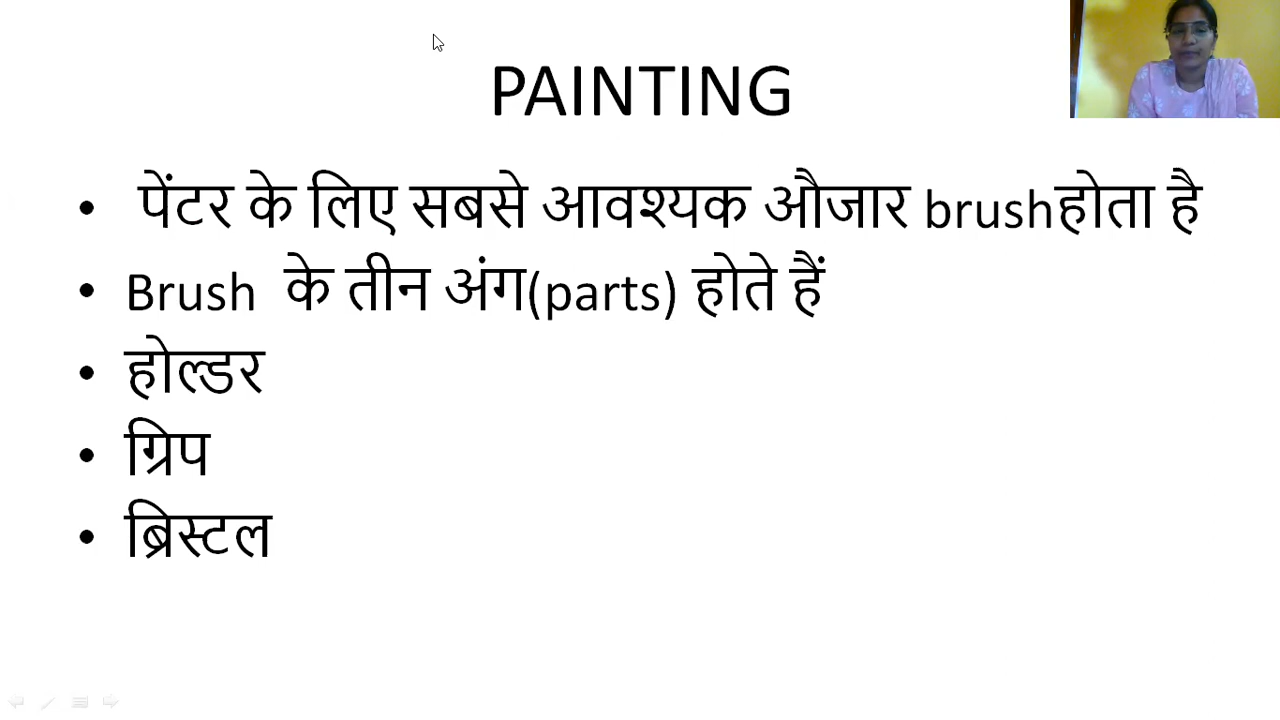 PAINTING
• पेंटर के लिए सबसे आवश्यक औजार brushहोता है
• Brush के तीन अंग(parts) होते हैं
• होल्डर
• ग्रिप
• ब्रिस्टल